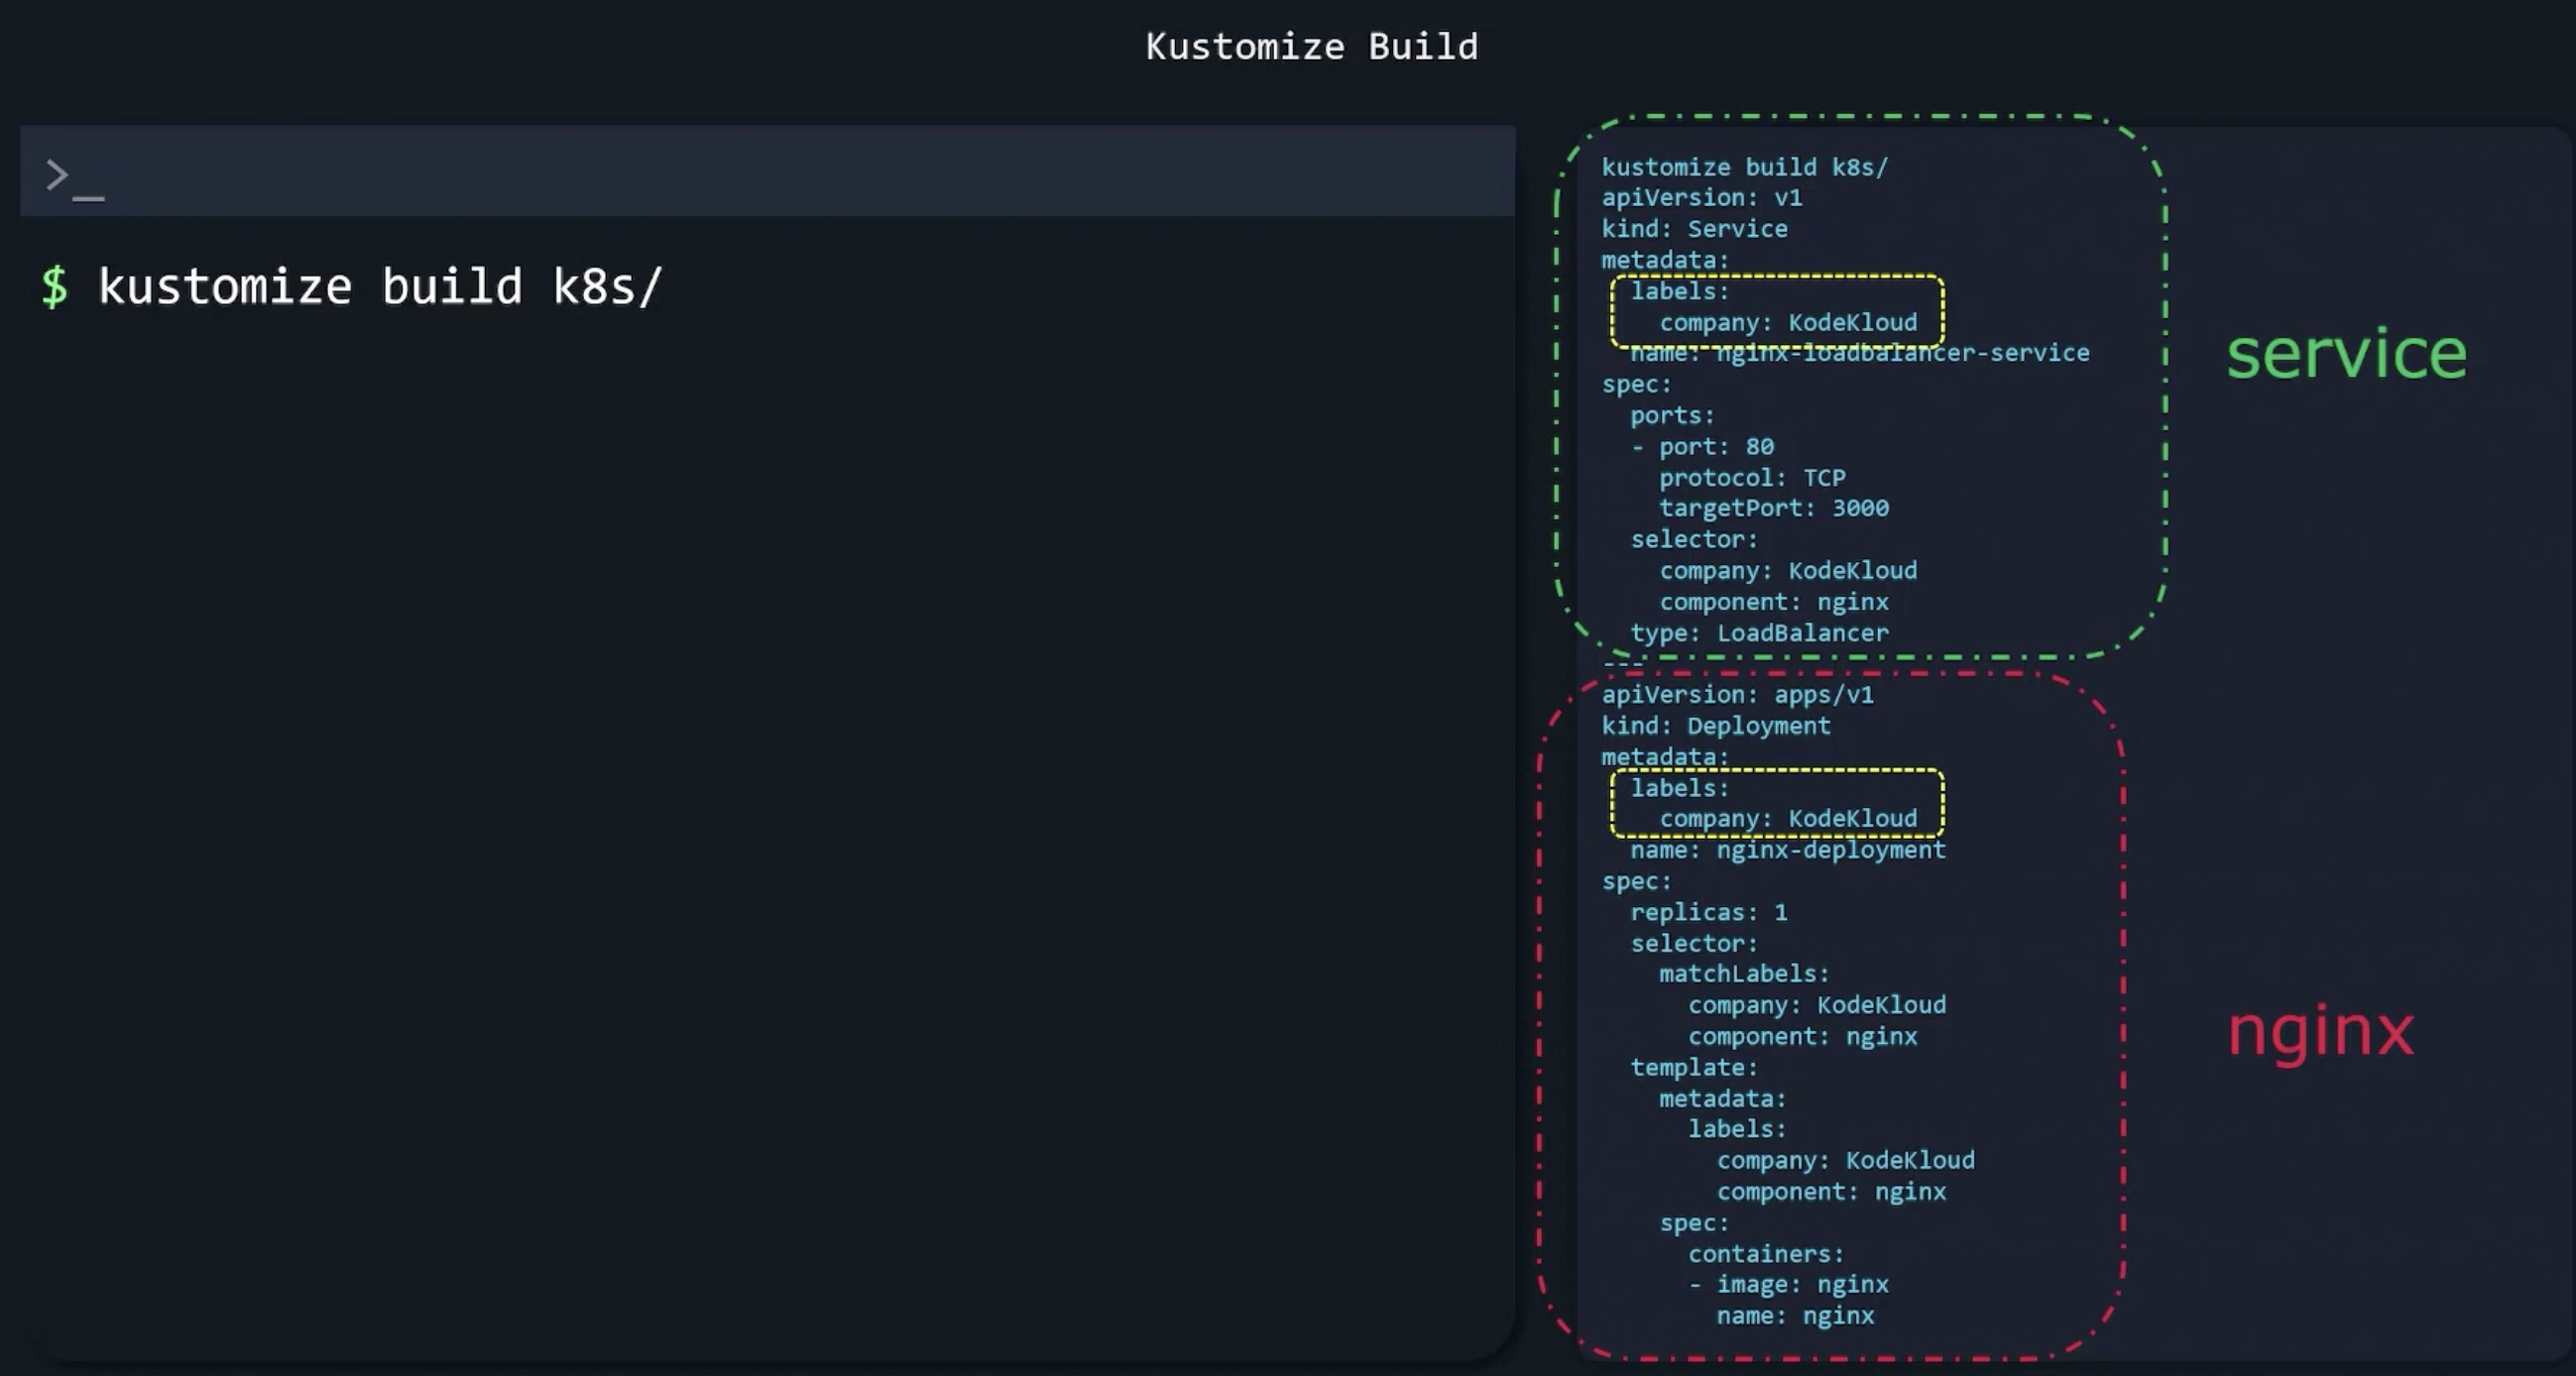 Kustomize Build
>_
$ kustomize build k8s/
kustomize build k8s/
apiVersion: v1
kind: Service
metadata:
  labels:
    company: KodeKloud
  name: nginx-loadbalancer-service
spec:
  ports:
  - port: 80
    protocol: TCP
    targetPort: 3000
  selector:
    company: KodeKloud
    component: nginx
  type: LoadBalancer
---
apiVersion: apps/v1
kind: Deployment
metadata:
  labels:
    company: KodeKloud
  name: nginx-deployment
spec:
  replicas: 1
  selector:
    matchLabels:
      company: KodeKloud
      component: nginx
  template:
    metadata:
      labels:
        company: KodeKloud
        component: nginx
    spec:
      containers:
      - image: nginx
        name: nginx
service
nginx